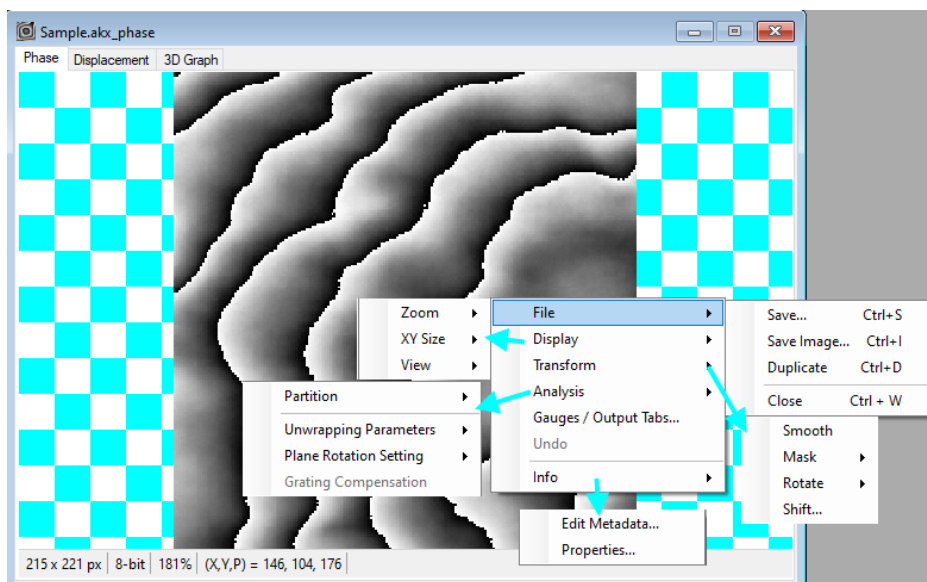 Sample.akx_phase
Phase Displacement 3D Graph
Zoom
XY Size
View
File
Display
Transform
Analysis
Gauges / Output Tabs...
Undo
Info
Save... Ctrl+S
Save Image... Ctrl+I
Duplicate Ctrl+D
Close Ctrl + W
Partition
Unwrapping Parameters
Plane Rotation Setting
Grating Compensation
Smooth
Mask
Rotate
Shift...
Edit Metadata...
Properties...
215 x 221 px 8-bit 181% (X,Y,P) = 146, 104, 176